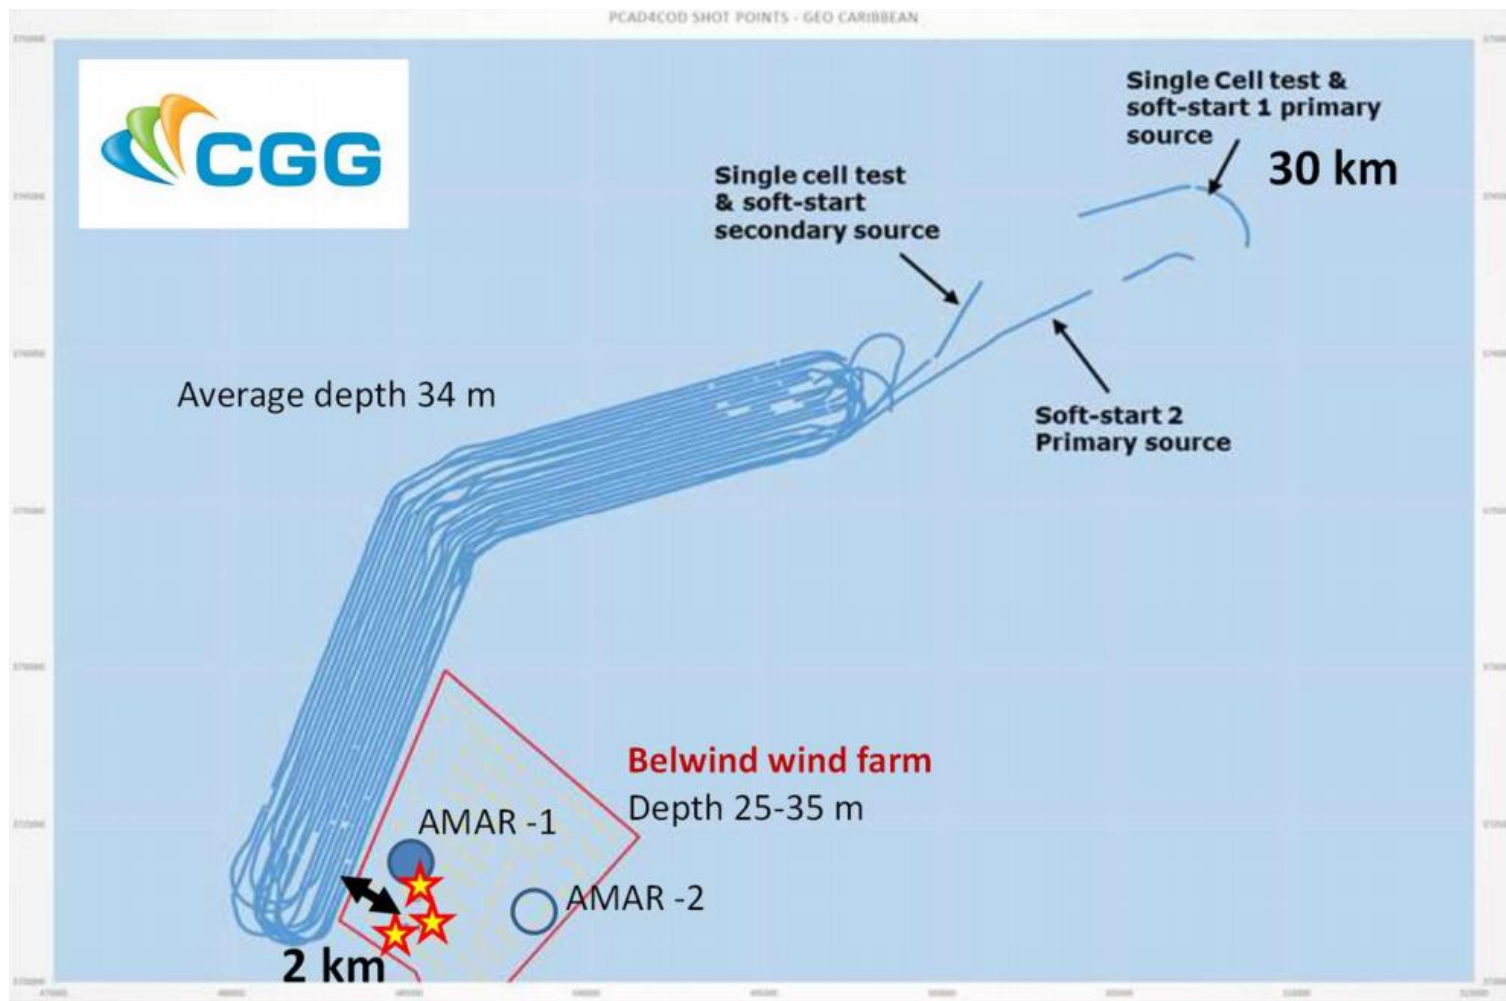 PCAD4COD SHOT POINTS - GEO CARIBBEAN
CGG
Single Cell test &
soft-start 1 primary
source
30 km
Single cell test
& soft-start
secondary source
Average depth 34 m
Soft-start 2
Primary source
Belwind wind farm
Depth 25-35 m
AMAR -1
AMAR -2
2 km